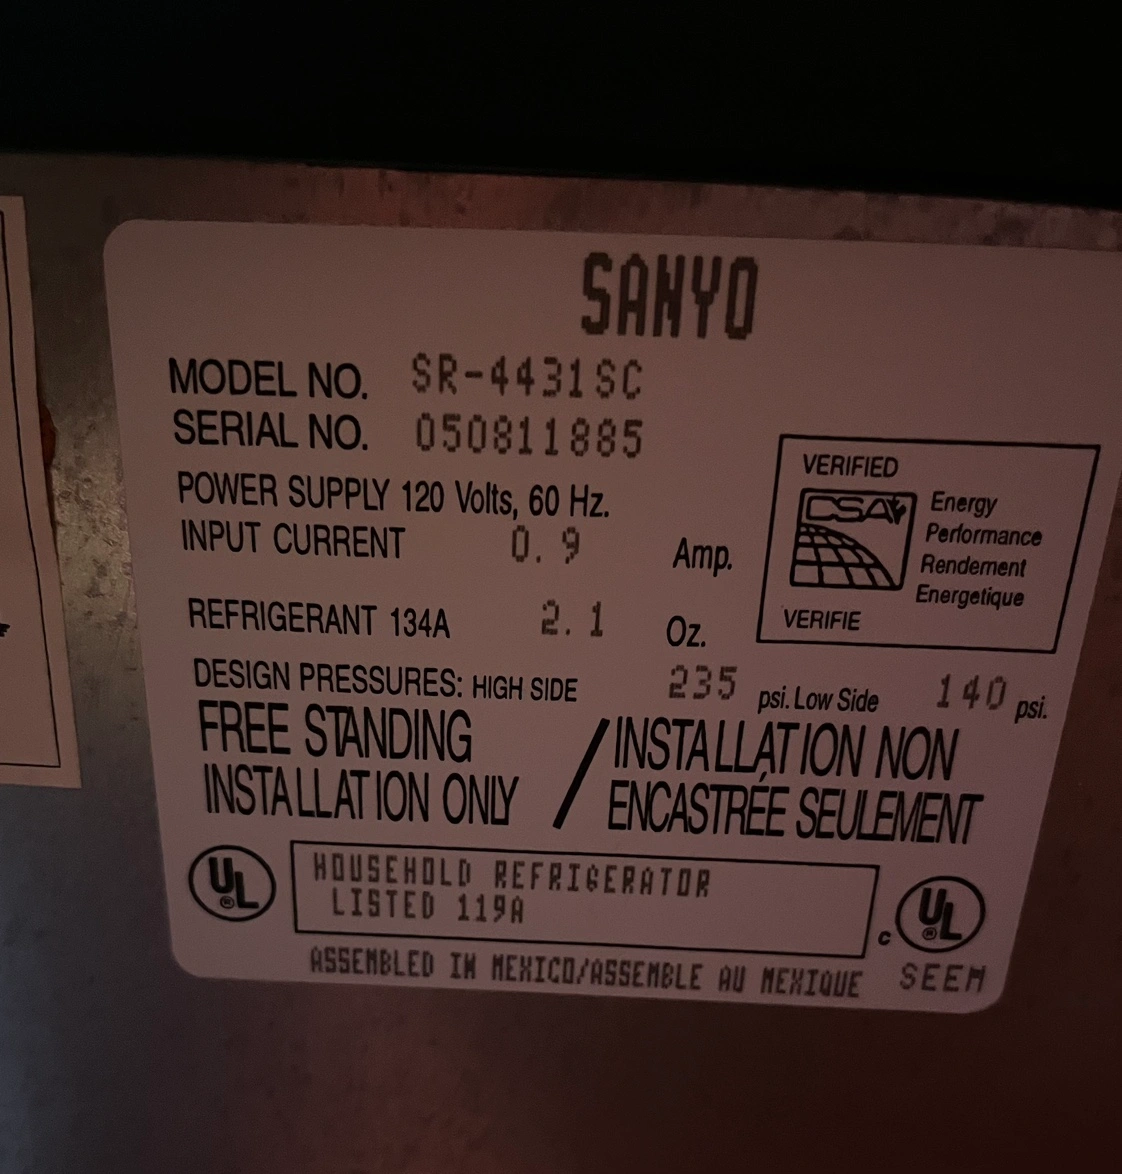 SANYO
MODEL NO. SR-4431SC
SERIAL NO. 050811885
POWER SUPPLY 120 Volts, 60 Hz.
INPUT CURRENT 0.9 Amp.
VERIFIED
CSA
Energy
Performance
Rendement
Energetique
VERIFIE
REFRIGERANT 134A 2.1 Oz.
DESIGN PRESSURES: HIGH SIDE 235 psi. Low Side 140 psi.
FREE STANDING / INSTALLATION NON
INSTALLATION ONLY ENCASTRÉE SEULEMENT
UL ®
HOUSEHOLD REFRIGERATOR
LISTED 119A
C UL ®
ASSEMBLED IN MEXICO/ASSEMBLE AU MEXIQUE SEEM